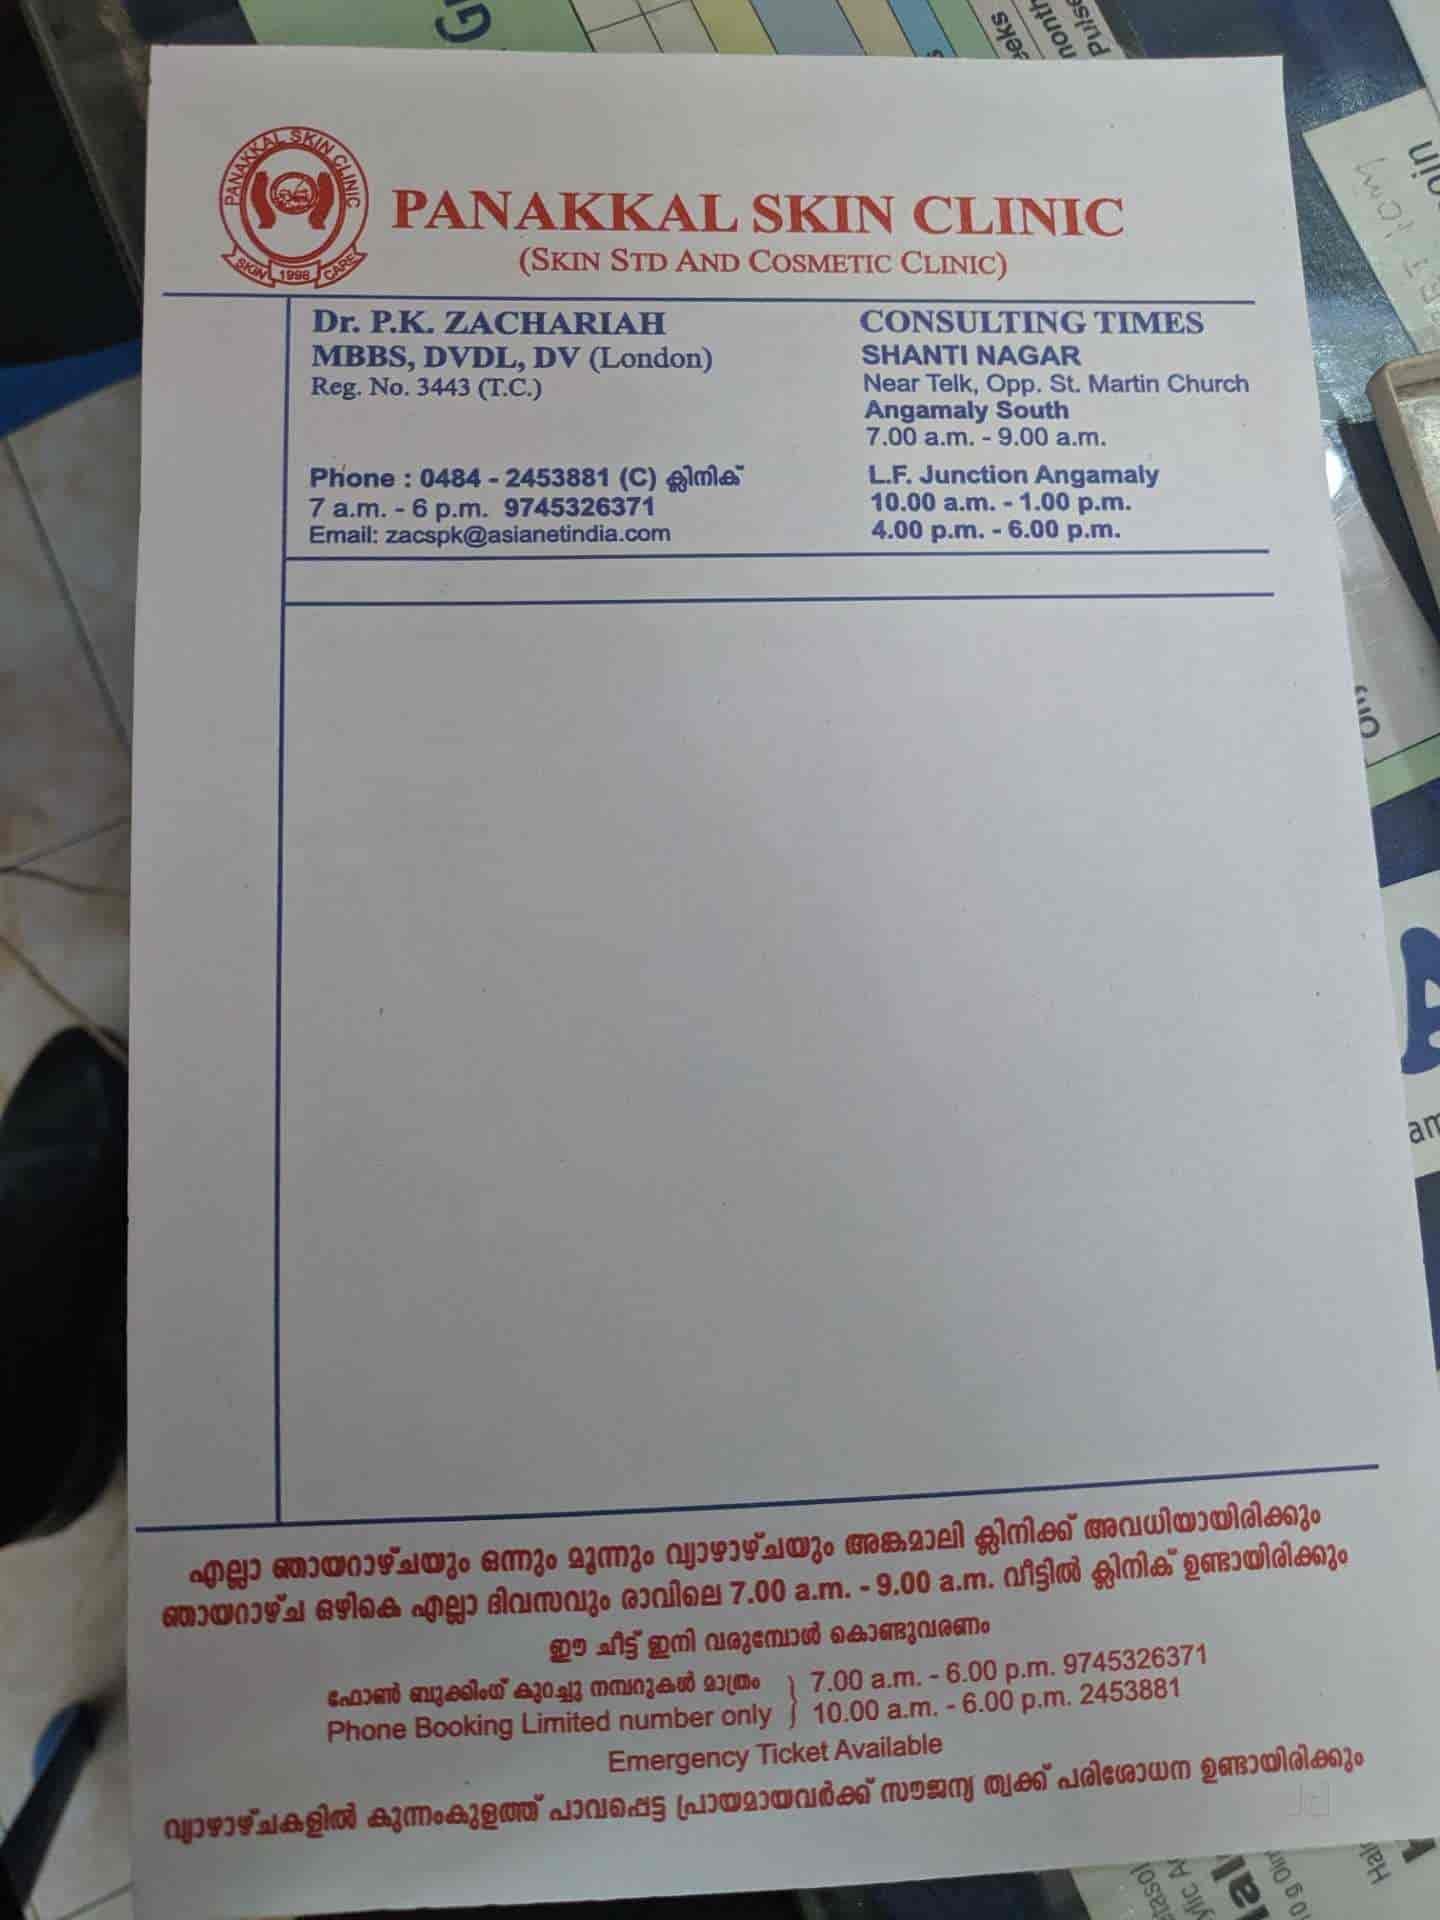 PANAKKAL SKIN CLINIC
SKIN 1998 CARE
PANAKKAL SKIN CLINIC
(SKIN STD AND COSMETIC CLINIC)
Dr. P.K. ZACHARIAH
MBBS, DVDL, DV (London)
Reg. No. 3443 (T.C.)
Phone : 0484 - 2453881 (C) ക്ലിനിക്
7 a.m. - 6 p.m. 9745326371
Email: zacspk@asianetindia.com
CONSULTING TIMES
SHANTI NAGAR
Near Telk, Opp. St. Martin Church
Angamaly South
7.00 a.m. - 9.00 a.m.
L.F. Junction Angamaly
10.00 a.m. - 1.00 p.m.
4.00 p.m. - 6.00 p.m.
എല്ലാ ഞായറാഴ്ചയും ഒന്നും മൂന്നും വ്യാഴാഴ്ചയും അങ്കമാലി ക്ലിനിക്ക് അവധിയായിരിക്കും
ഞായറാഴ്ച ഒഴികെ എല്ലാ ദിവസവും രാവിലെ 7.00 a.m. - 9.00 a.m. വീട്ടിൽ ക്ലിനിക് ഉണ്ടായിരിക്കും
ഈ ചീട്ട് ഇനി വരുമ്പോൾ കൊണ്ടുവരണം
ഫോൺ ബുക്കിംഗ് കുറച്ചു നമ്പറുകൾ മാത്രം } 7.00 a.m. - 6.00 p.m. 9745326371
Phone Booking Limited number only } 10.00 a.m. - 6.00 p.m. 2453881
Emergency Ticket Available
വ്യാഴാഴ്ചകളിൽ കുന്നംകുളത്ത് പാവപ്പെട്ട പ്രായമായവർക്ക് സൗജന്യ ത്വക്ക് പരിശോധന ഉണ്ടായിരിക്കും